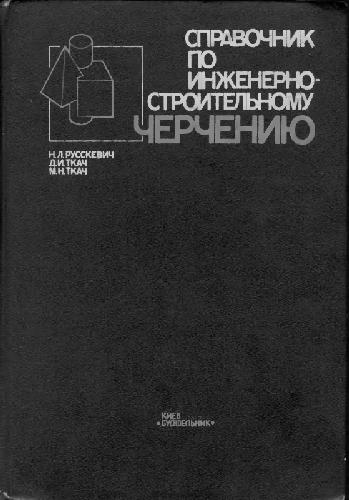 СПРАВОЧНИК
ПО
ИНЖЕНЕРНО-
СТРОИТЕЛЬНОМУ
ЧЕРЧЕНИЮ
Н.Л.РУССКЕВИЧ
Д.И.ТКАЧ
М.Н.ТКАЧ
КИЕВ
«БУДІВЕЛЬНИК»